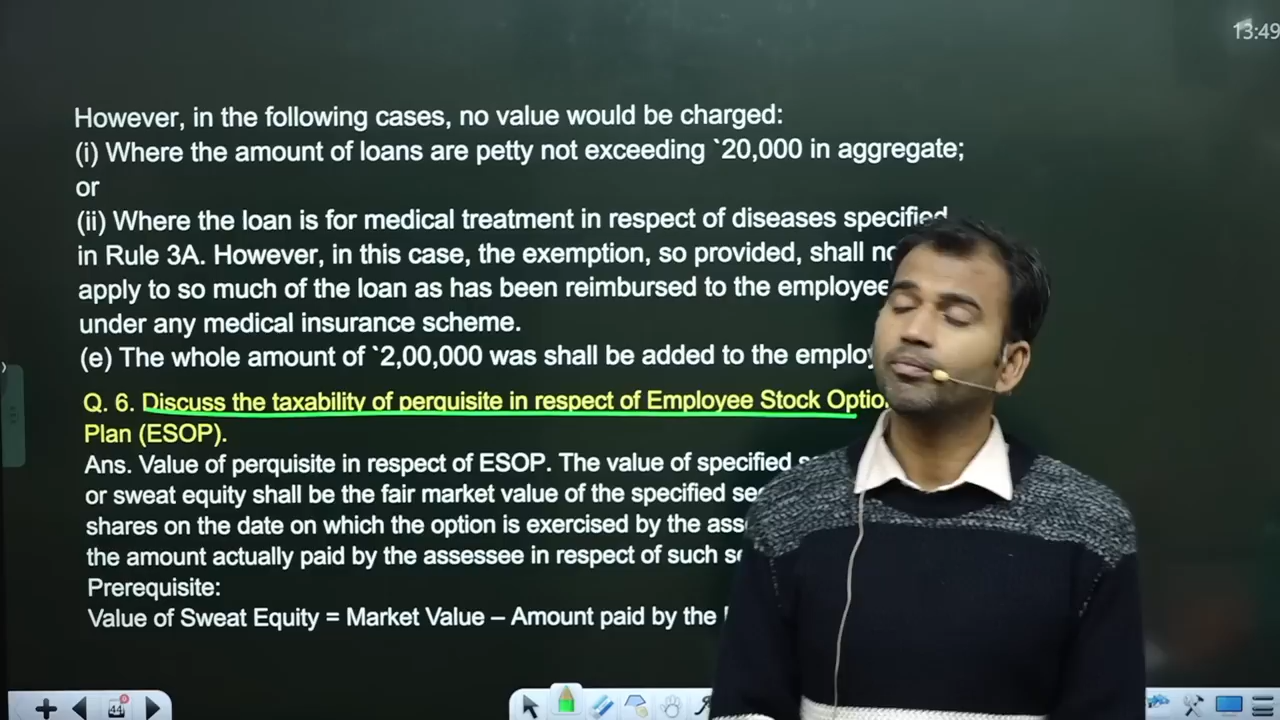 13:49
However, in the following cases, no value would be charged:
(i) Where the amount of loans are petty not exceeding `20,000 in aggregate;
or
(ii) Where the loan is for medical treatment in respect of diseases specified
in Rule 3A. However, in this case, the exemption, so provided, shall
apply to so much of the loan as has been reimbursed to the employee
under any medical insurance scheme.
(e) The whole amount of `2,00,000 was shall be added to the
Q. 6. Discuss the taxability of perquisite in respect of Employee Stock
Plan (ESOP).
Ans. Value of perquisite in respect of ESOP. The value of specified
or sweat equity shall be the fair market value of the specified
shares on the date on which the option is exercised by the
the amount actually paid by the assessee in respect of such
Prerequisite:
Value of Sweat Equity = Market Value – Amount paid by the
44